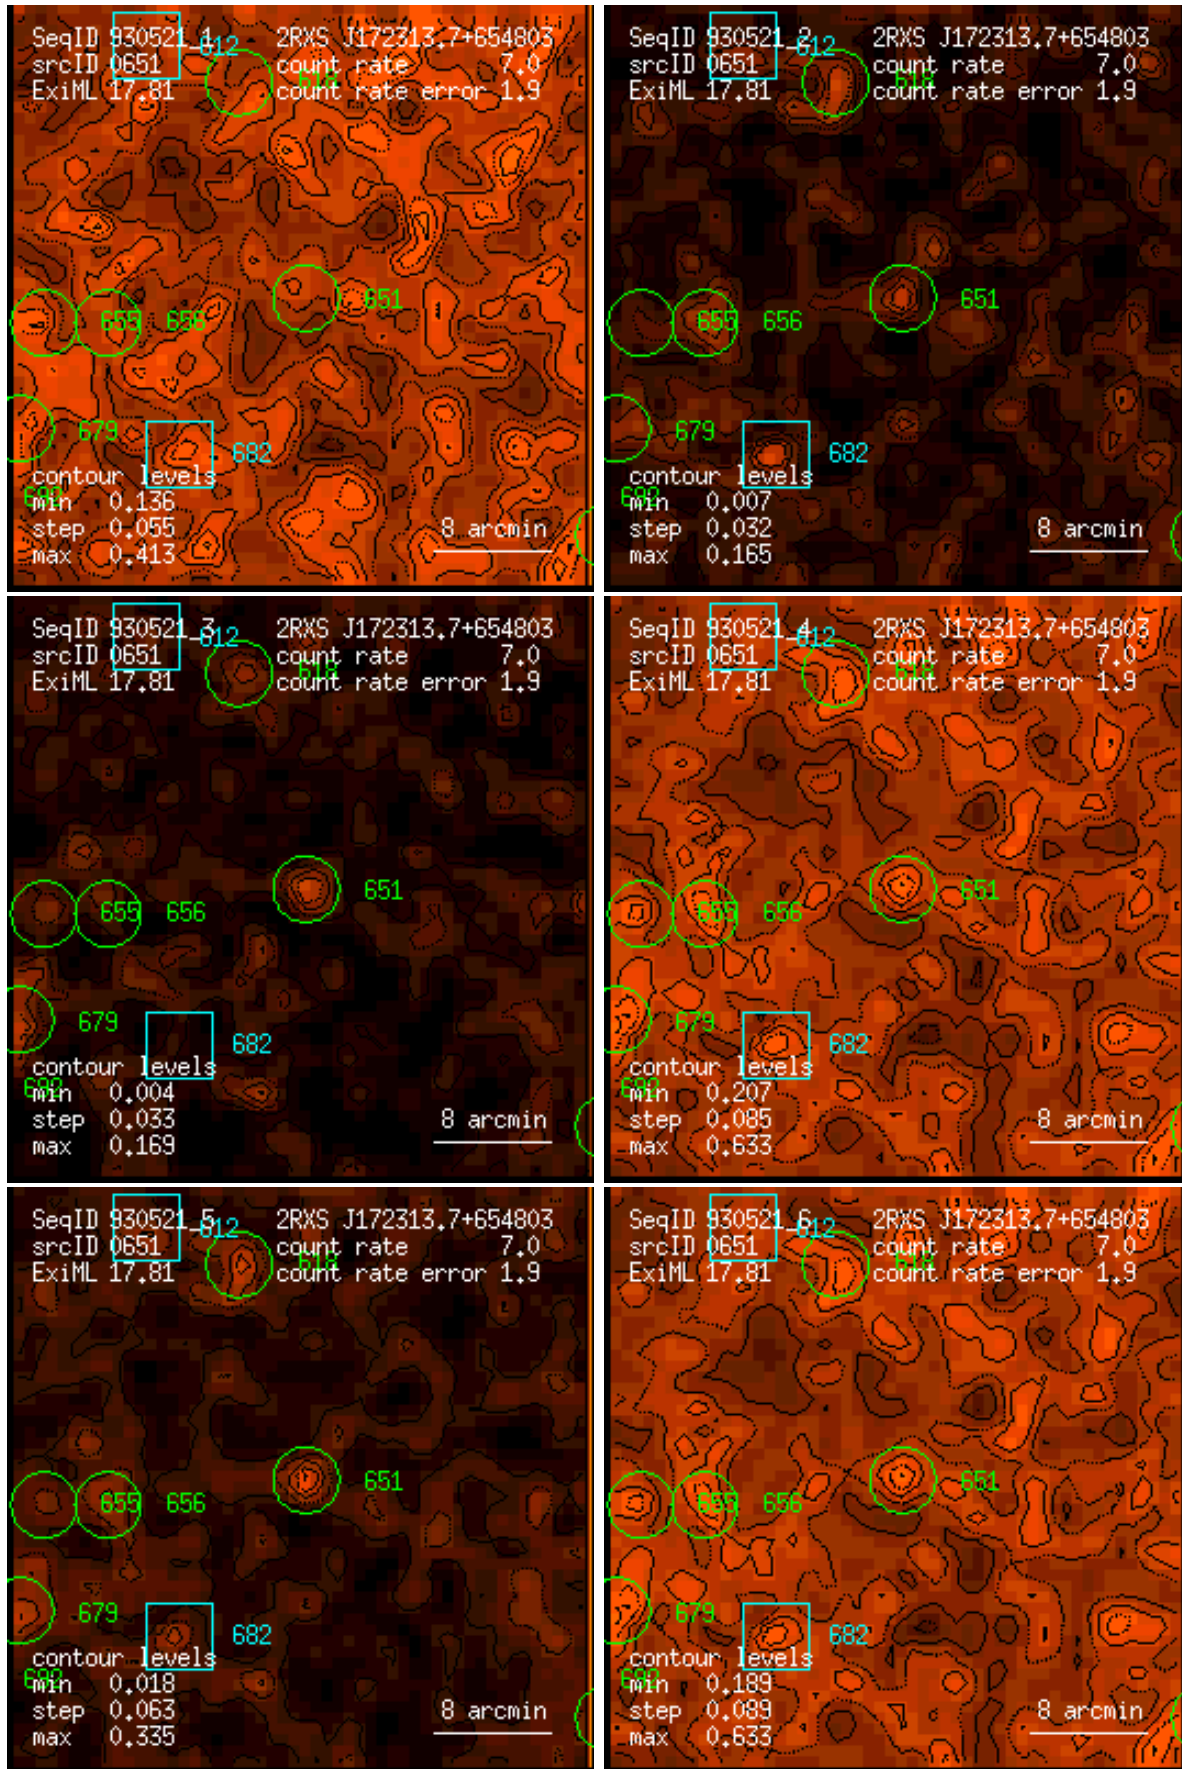 SeqID 930521_1 612 2RXS J172313.7+654803
srcID 0651 count rate 7.0
618
ExiML 17.81 count rate error 1.9
651
655 656
679
682
contour levels
692
min 0.136
step 0.055 8 arcmin
max 0.413
SeqID 930521_2 612 2RXS J172313.7+654803
srcID 0651 count rate 7.0
618
ExiML 17.81 count rate error 1.9
651
655 656
679
682
contour levels
692
min 0.007
step 0.032 8 arcmin
max 0.165
SeqID 930521_3 612 2RXS J172313.7+654803
srcID 0651 count rate 7.0
618
ExiML 17.81 count rate error 1.9
651
655 656
679
682
contour levels
692
min 0.004
step 0.033 8 arcmin
max 0.169
SeqID 930521_4 612 2RXS J172313.7+654803
srcID 0651 count rate 7.0
618
ExiML 17.81 count rate error 1.9
651
655 656
679
682
contour levels
692
min 0.207
step 0.085 8 arcmin
max 0.633
SeqID 930521_5 612 2RXS J172313.7+654803
srcID 0651 count rate 7.0
618
ExiML 17.81 count rate error 1.9
651
655 656
679
682
contour levels
692
min 0.018
step 0.063 8 arcmin
max 0.335
SeqID 930521_6 612 2RXS J172313.7+654803
srcID 0651 count rate 7.0
618
ExiML 17.81 count rate error 1.9
651
655 656
679
682
contour levels
692
min 0.189
step 0.089 8 arcmin
max 0.633